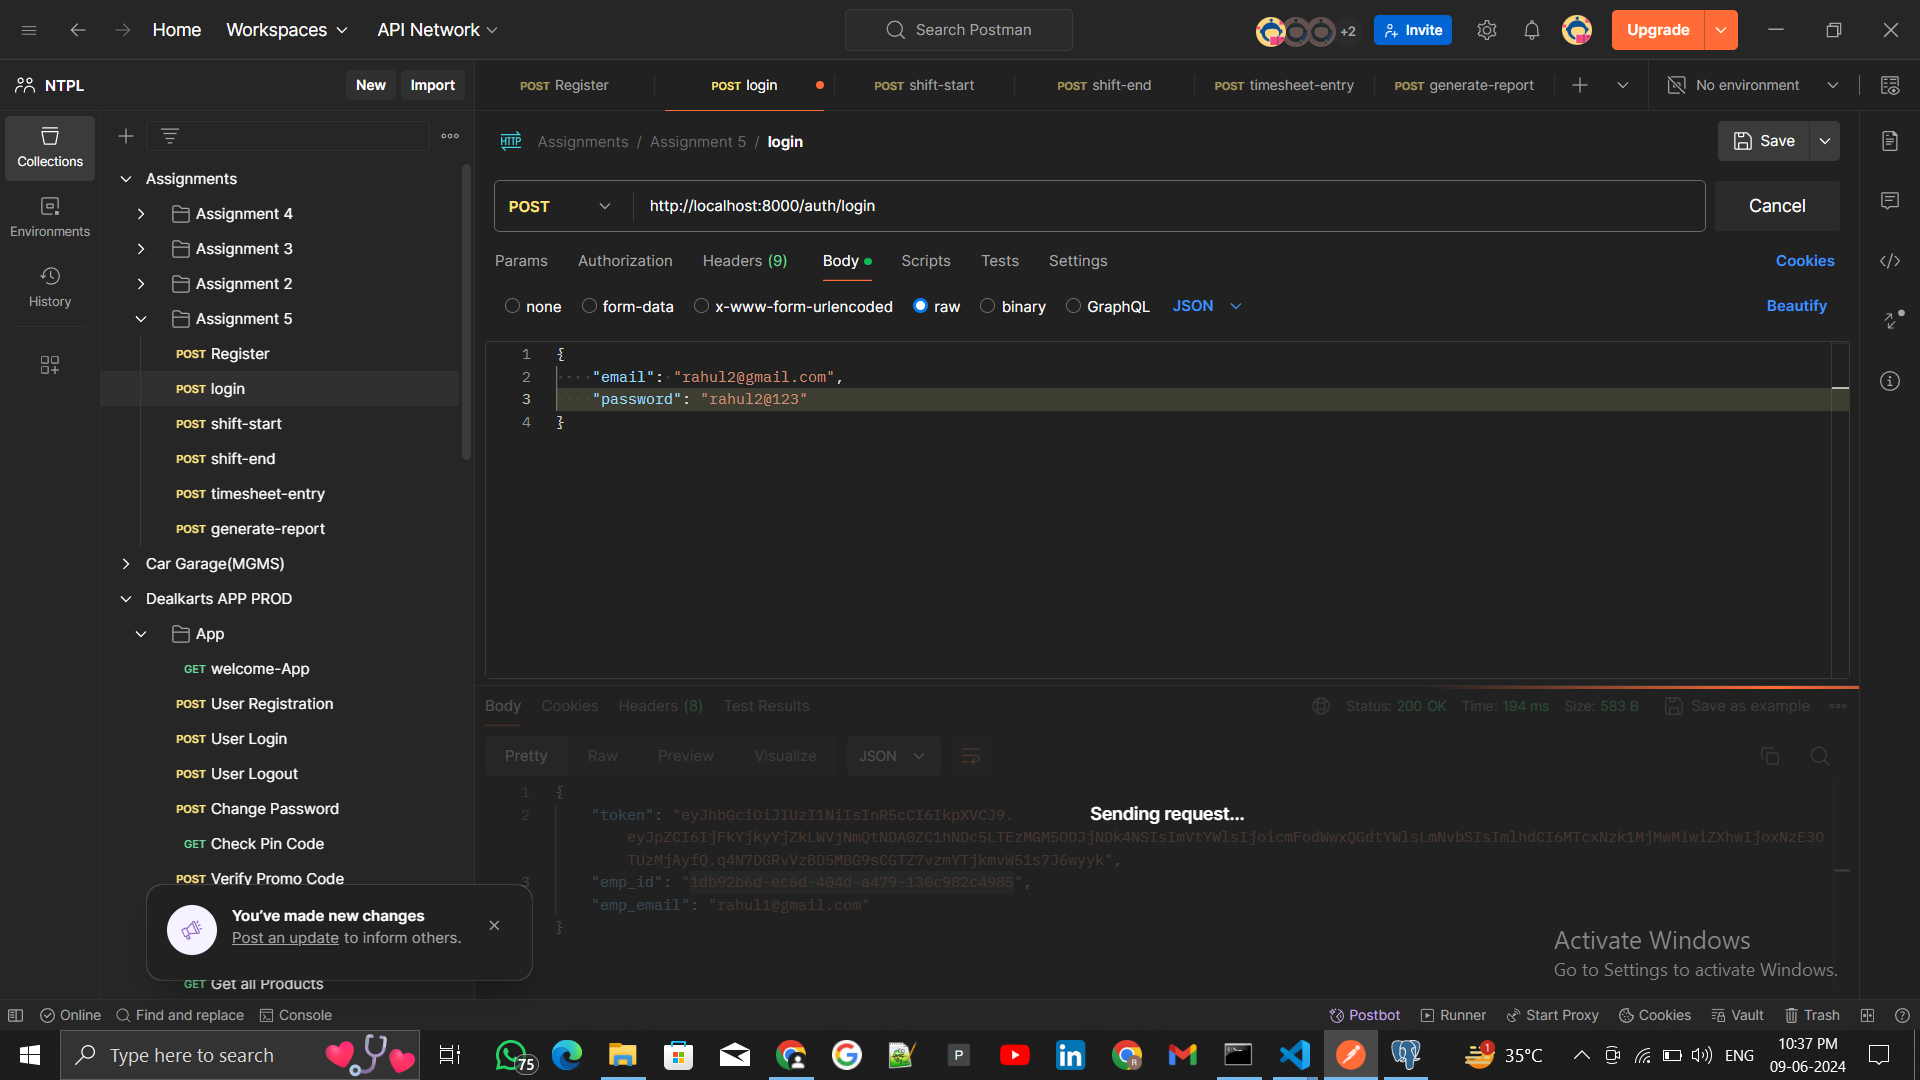 Home
Workspaces
API Network
Search Postman
+2
Invite
Upgrade
NTPL
New
Import
POST Register
POST login
POST shift-start
POST shift-end
POST timesheet-entry
POST generate-report
No environment
Collections
Environments
History
Assignments
Assignment 4
Assignment 3
Assignment 2
Assignment 5
POST Register
POST login
POST shift-start
POST shift-end
POST timesheet-entry
POST generate-report
Car Garage(MGMS)
Dealkarts APP PROD
App
GET welcome-App
POST User Registration
POST User Login
POST User Logout
POST Change Password
GET Check Pin Code
POST Verify Promo Code
You've made new changes
Post an update to inform others.
GET Get all Products
HTTP Assignments / Assignment 5 / login
Save
POST
http://localhost:8000/auth/login
Cancel
Params
Authorization
Headers (9)
Body
Scripts
Tests
Settings
Cookies
none
form-data
x-www-form-urlencoded
raw
binary
GraphQL
JSON
Beautify
1 {
2 "email": "rahul2@gmail.com",
3 "password": "rahul2@123"
4 }
Body
Cookies
Headers (8)
Test Results
Status: 200 OK
Time: 194 ms
Size: 583 B
Save as example
Pretty
Raw
Preview
Visualize
JSON
1 {
2 "token": "eyJhbGciOiJIUzI1NiIsInR5cCI6IkpXVCJ9.
Sending request...
3 "emp_id": "1db92b6d-ec6d-404d-a479-130c982c4985",
"emp_email": "rahul1@gmail.com"
}
Activate Windows
Go to Settings to activate Windows.
Online
Find and replace
Console
Postbot
Runner
Start Proxy
Cookies
Vault
Trash
Type here to search
75
P
R
1
35°C
ENG
10:37 PM
09-06-2024